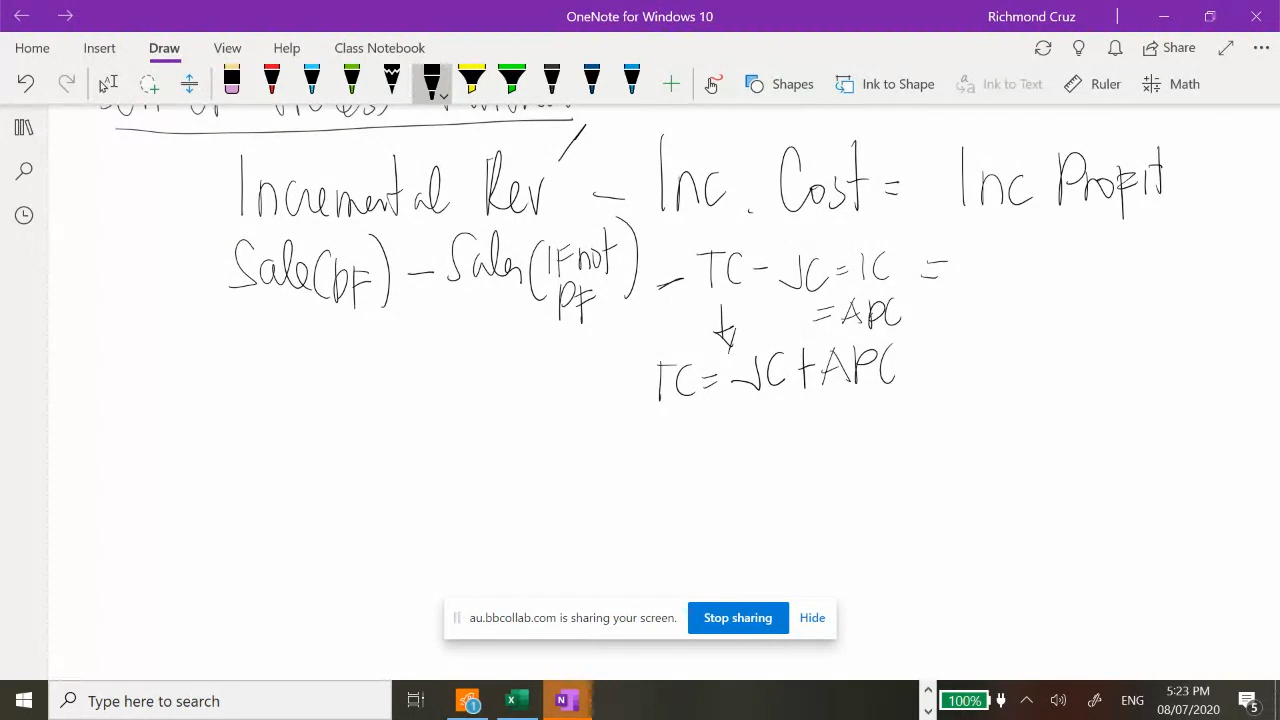 OneNote for Windows 10
Richmond Cruz
Home Insert Draw View Help Class Notebook Share
Shapes Ink to Shape Ink to Text Ruler Math
Incremental Rev - Inc. Cost = Inc Profit
Sale(PF) - Sales(IF not PF) - TC - JC = IC =
= APC
TC = JC + APC
au.bbcollab.com is sharing your screen. Stop sharing Hide
Type here to search
1
100%
ENG
5:23 PM
08/07/2020
5